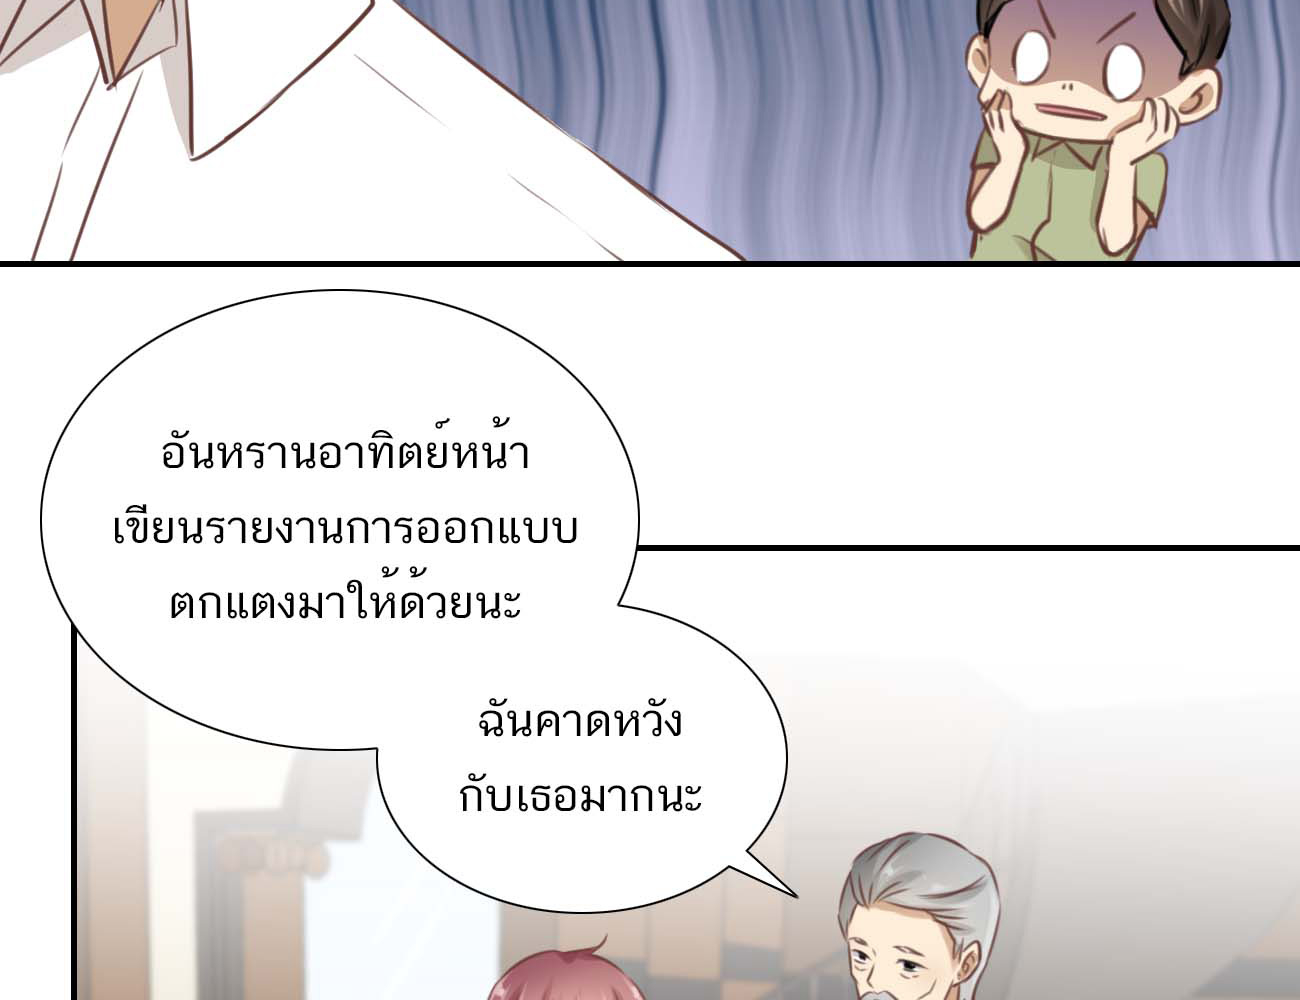 อันหรานอาทิตย์หน้า
เขียนรายงานการออกแบบ
ตกแตงมาให้ด้วยนะ
ฉันคาดหวัง
กับเธอมากนะ